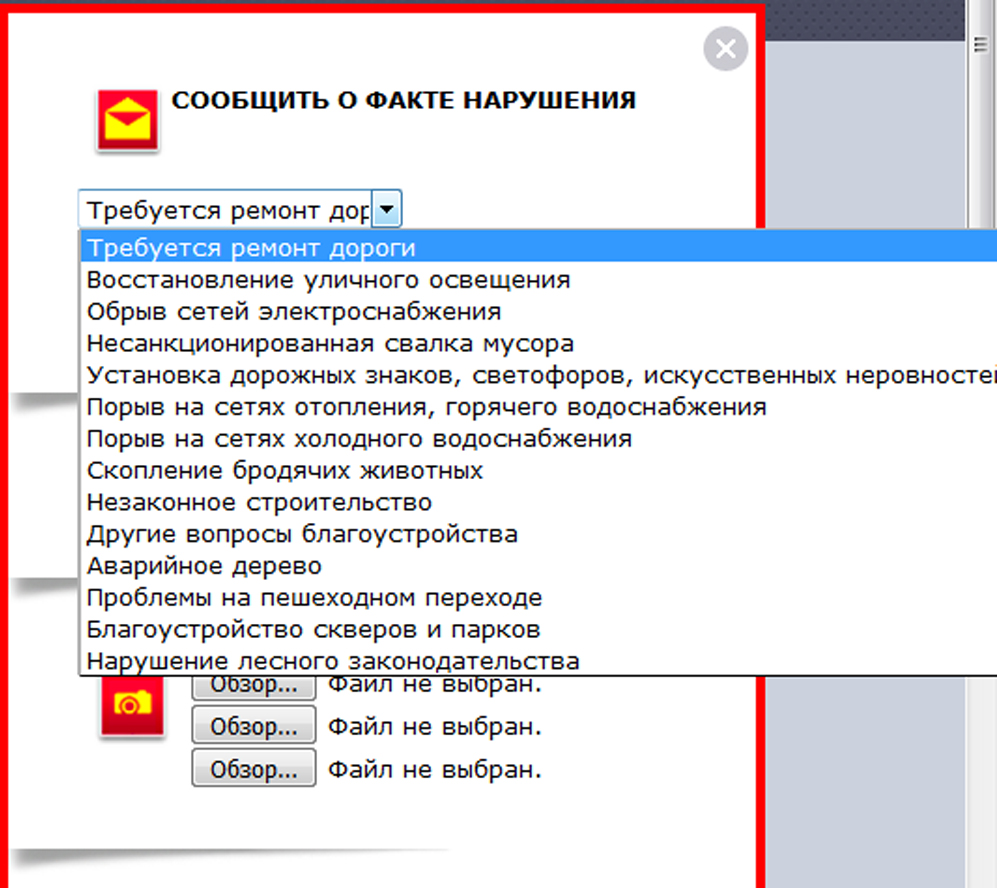 СООБЩИТЬ О ФАКТЕ НАРУШЕНИЯ
Требуется ремонт дор
Требуется ремонт дороги
Восстановление уличного освещения
Обрыв сетей электроснабжения
Несанкционированная свалка мусора
Установка дорожных знаков, светофоров, искусственных неровностей
Порыв на сетях отопления, горячего водоснабжения
Порыв на сетях холодного водоснабжения
Скопление бродячих животных
Незаконное строительство
Другие вопросы благоустройства
Аварийное дерево
Проблемы на пешеходном переходе
Благоустройство скверов и парков
Нарушение лесного законодательства
Обзор... Файл не выбран.
Обзор... Файл не выбран.
Обзор... Файл не выбран.